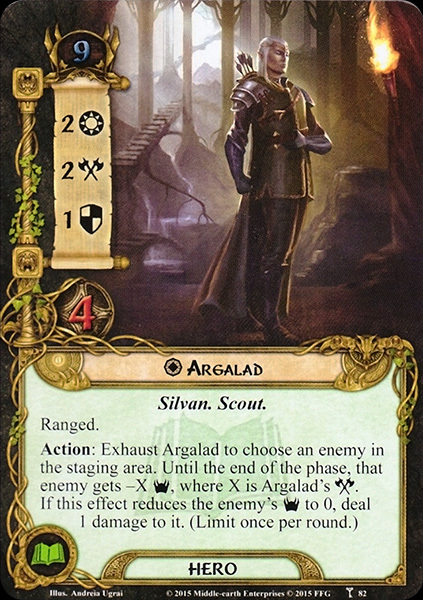 9
2
2
1
4
Argalad
Silvan. Scout.
Ranged.
Action: Exhaust Argalad to choose an enemy in
the staging area. Until the end of the phase, that
enemy gets –X , where X is Argalad's .
If this effect reduces the enemy's to 0, deal
1 damage to it. (Limit once per round.)
HERO
Illus. Andreia Ugrai © 2015 Middle-earth Enterprises © 2015 FFG 82